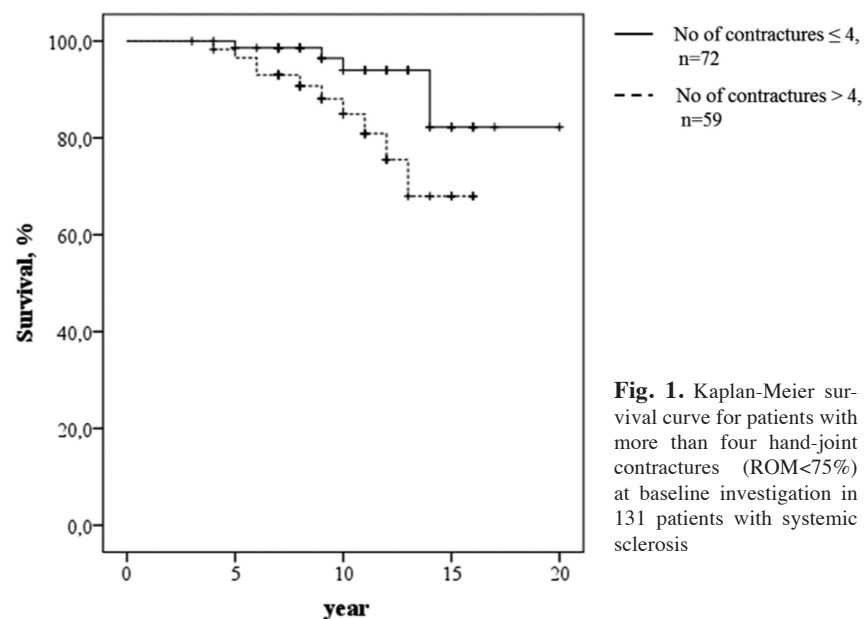 100,0
80,0
60,0
40,0
20,0
0,0
Survival, %
0
5
10
15
20
year
No of contractures ≤ 4,
n=72
No of contractures > 4,
n=59
Fig. 1. Kaplan-Meier sur-
vival curve for patients with
more than four hand-joint
contractures (ROM<75%)
at baseline investigation in
131 patients with systemic
sclerosis